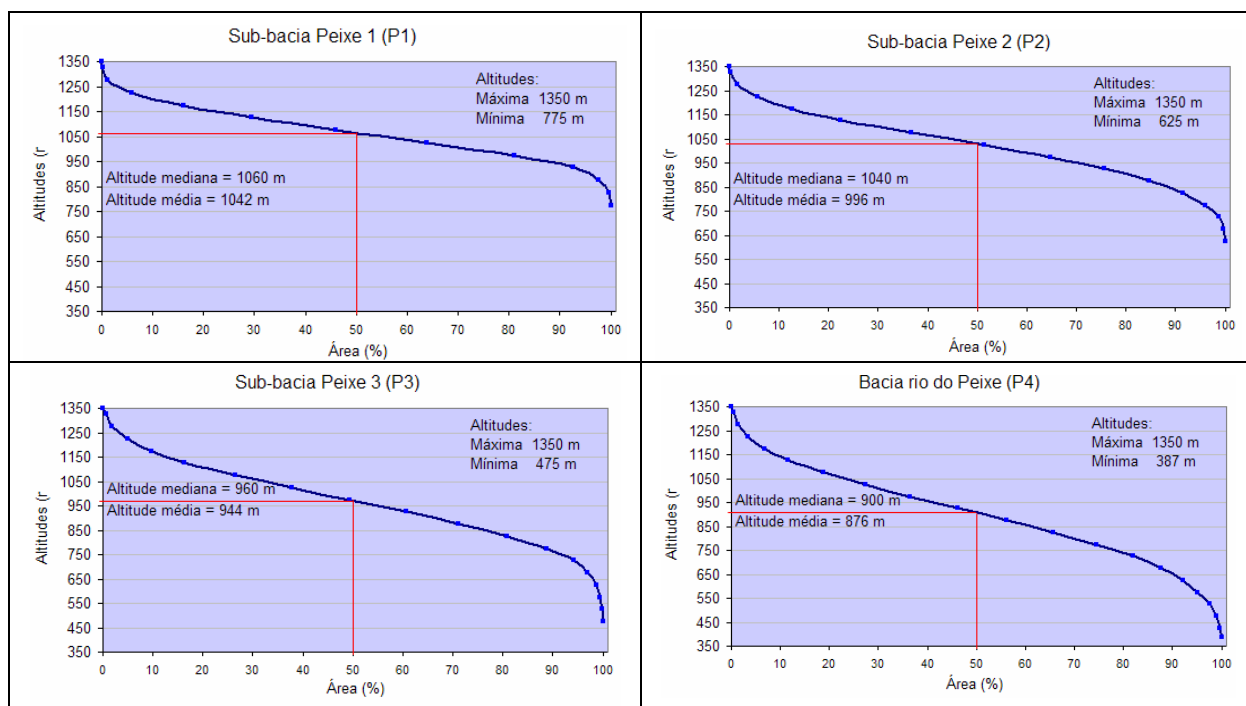 Sub-bacia Peixe 1 (P1)
Altitudes (r
1350
1250
1150
1050
950
850
750
650
550
450
350
Altitudes:
Máxima 1350 m
Mínima 775 m
Altitude mediana = 1060 m
Altitude média = 1042 m
0 10 20 30 40 50 60 70 80 90 100
Área (%)
Sub-bacia Peixe 2 (P2)
Altitudes (r
1350
1250
1150
1050
950
850
750
650
550
450
350
Altitudes:
Máxima 1350 m
Mínima 625 m
Altitude mediana = 1040 m
Altitude média = 996 m
0 10 20 30 40 50 60 70 80 90 100
Área (%)
Sub-bacia Peixe 3 (P3)
Altitudes (r
1350
1250
1150
1050
950
850
750
650
550
450
350
Altitudes:
Máxima 1350 m
Mínima 475 m
Altitude mediana = 960 m
Altitude média = 944 m
0 10 20 30 40 50 60 70 80 90 100
Área (%)
Bacia rio do Peixe (P4)
Altitudes (r
1350
1250
1150
1050
950
850
750
650
550
450
350
Altitudes:
Máxima 1350 m
Mínima 387 m
Altitude mediana = 900 m
Altitude média = 876 m
0 10 20 30 40 50 60 70 80 90 100
Área (%)